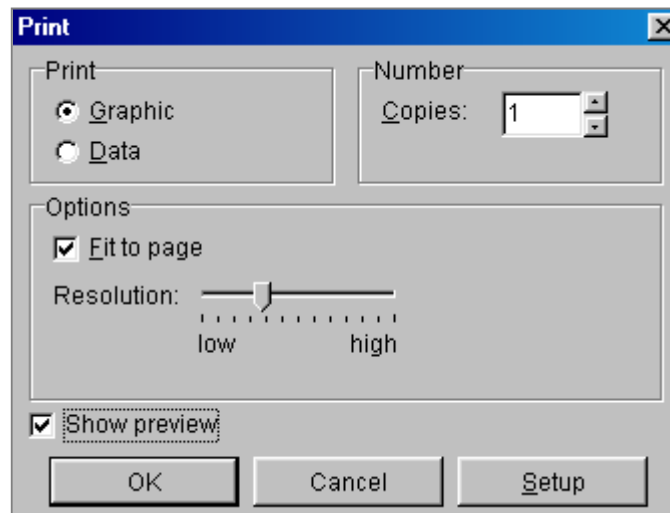 Print
Print
Graphic
Data
Number
Copies: 1
Options
Fit to page
Resolution:
low high
Show preview
OK Cancel Setup